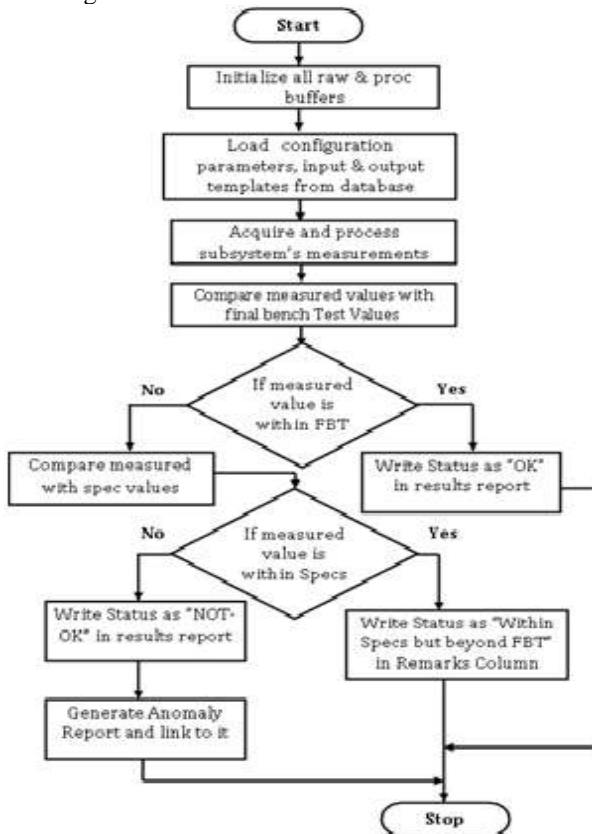 Start
Initialize all raw & proc
buffers
Load configuration
parameters, input & output
templates from database
Acquire and process
subsystem's measurements
Compare measured values with
final bench Test Values
No
If measured
value is
within FBT
Yes
Compare measured
with spec values
Write Status as "OK"
in results report
No
If measured
value is
within Specs
Yes
Write Status as "NOT-
OK" in results report
Write Status as "Within
Specs but beyond FBT"
in Remarks Column
Generate Anomaly
Report and link to it
Stop